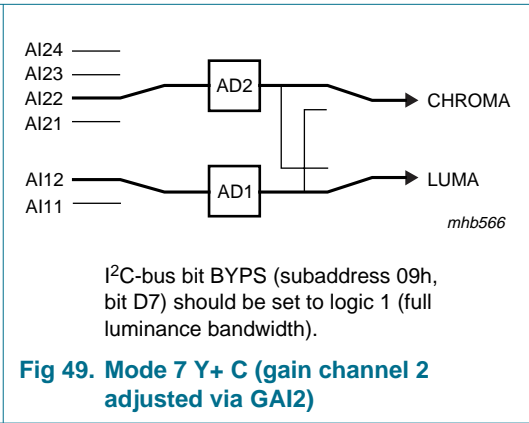 AI24
AI23
AI22
AI21
AD2
CHROMA
AI12
AI11
AD1
LUMA
mhb566
I2C-bus bit BYPS (subaddress 09h,
bit D7) should be set to logic 1 (full
luminance bandwidth).
Fig 49. Mode 7 Y+ C (gain channel 2
adjusted via GAI2)